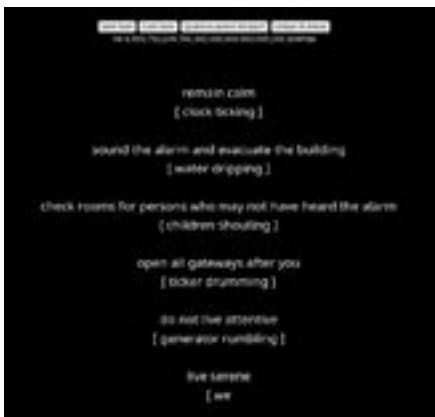 remain calm
[ clock ticking ]
sound the alarm and evacuate the building
[ water dripping ]
check rooms for persons who may not have heard the alarm
[ children shouting ]
open all gateways after you
[ ticker drumming ]
do not live attentive
[ generator rumbling ]
live serene
[ we